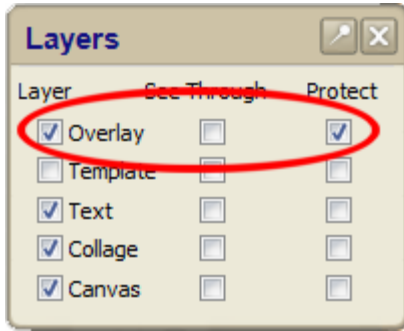 Layers
Layer See Through Protect
Overlay
Template
Text
Collage
Canvas